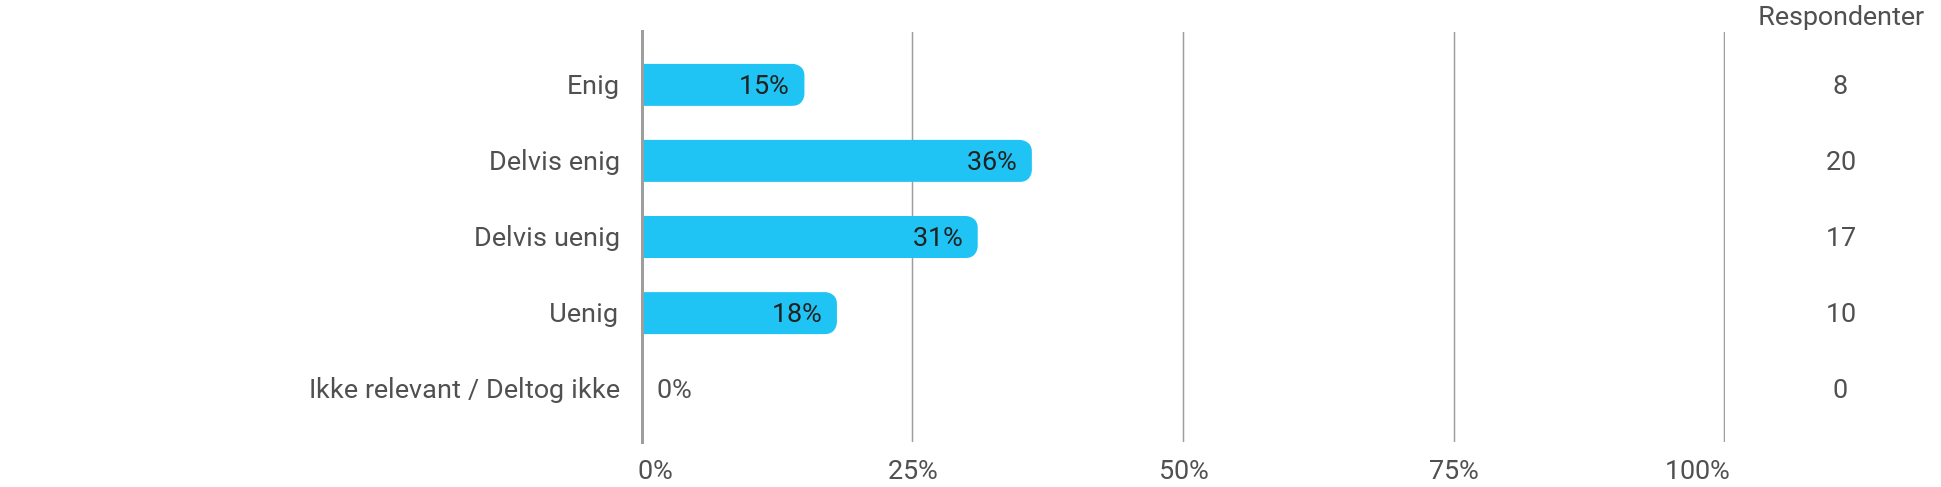 Respondenter
Enig 15% 8
Delvis enig 36% 20
Delvis uenig 31% 17
Uenig 18% 10
Ikke relevant / Deltog ikke 0% 0
0% 25% 50% 75% 100%